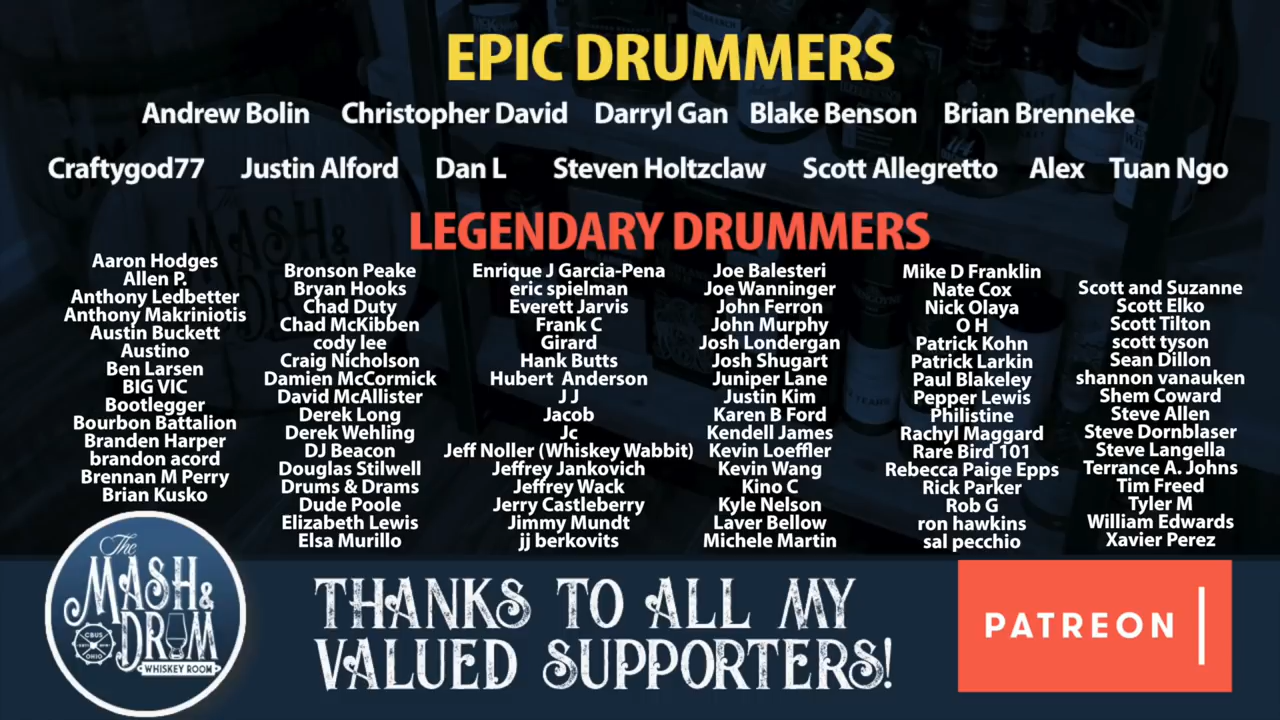 EPIC DRUMMERS
Andrew Bolin Christopher David Darryl Gan Blake Benson Brian Brenneke
Craftygod77 Justin Alford Dan L Steven Holtzclaw Scott Allegretto Alex Tuan Ngo
LEGENDARY DRUMMERS
Aaron Hodges
Allen P.
Anthony Ledbetter
Anthony Makriniotis
Austin Buckett
Austino
Ben Larsen
BIG VIC
Bootlegger
Bourbon Battalion
Branden Harper
brandon acord
Brennan M Perry
Brian Kusko
Bronson Peake
Bryan Hooks
Chad Duty
Chad McKibben
cody lee
Craig Nicholson
Damien McCormick
David McAllister
Derek Long
Derek Wehling
DJ Beacon
Douglas Stilwell
Drums & Drams
Dude Poole
Elizabeth Lewis
Elsa Murillo
Enrique J Garcia-Pena
eric spielman
Everett Jarvis
Frank C
Girard
Hank Butts
Hubert Anderson
J J
Jacob
Jc
Jeff Noller (Whiskey Wabbit)
Jeffrey Jankovich
Jeffrey Wack
Jerry Castleberry
Jimmy Mundt
jj berkovits
Joe Balesteri
Joe Wanninger
John Ferron
John Murphy
Josh Londergan
Josh Shugart
Juniper Lane
Justin Kim
Karen B Ford
Kendell James
Kevin Loeffler
Kevin Wang
Kino C
Kyle Nelson
Laver Bellow
Michele Martin
Mike D Franklin
Nate Cox
Nick Olaya
O H
Patrick Kohn
Patrick Larkin
Paul Blakeley
Pepper Lewis
Philistine
Rachyl Maggard
Rare Bird 101
Rebecca Paige Epps
Rick Parker
Rob G
ron hawkins
sal pecchio
Scott and Suzanne
Scott Elko
Scott Tilton
scott tyson
Sean Dillon
shannon vanauken
Shem Coward
Steve Allen
Steve Dornblaser
Steve Langella
Terrance A. Johns
Tim Freed
Tyler M
William Edwards
Xavier Perez
The
MASH &
DRUM
CBUS
OHIO
WHISKEY ROOM
THANKS TO ALL MY
VALUED SUPPORTERS!
PATREON